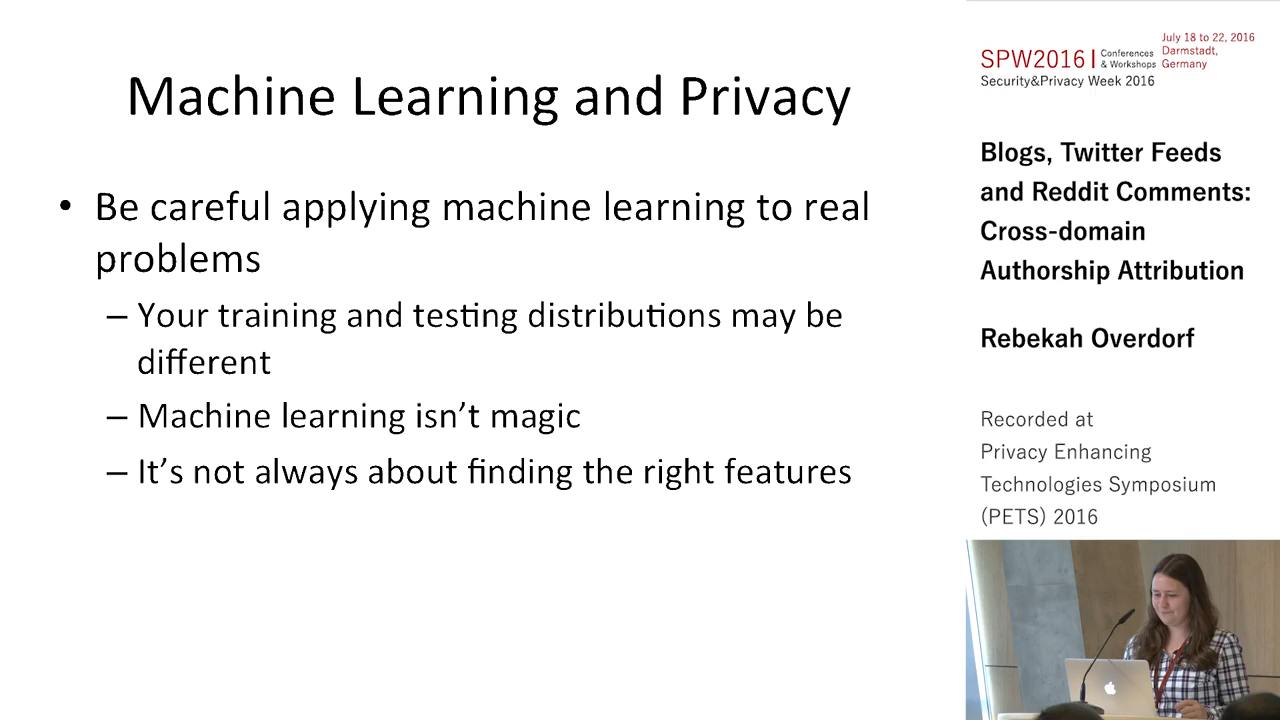 Machine Learning and Privacy
• Be careful applying machine learning to real
problems
– Your training and testing distributions may be
different
– Machine learning isn’t magic
– It’s not always about finding the right features
SPW2016 | Conferences & Workshops
Security&Privacy Week 2016
July 18 to 22, 2016
Darmstadt,
Germany
Blogs, Twitter Feeds
and Reddit Comments:
Cross-domain
Authorship Attribution
Rebekah Overdorf
Recorded at
Privacy Enhancing
Technologies Symposium
(PETS) 2016